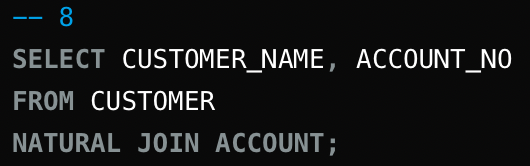 -- 8
SELECT CUSTOMER_NAME, ACCOUNT_NO
FROM CUSTOMER
NATURAL JOIN ACCOUNT;